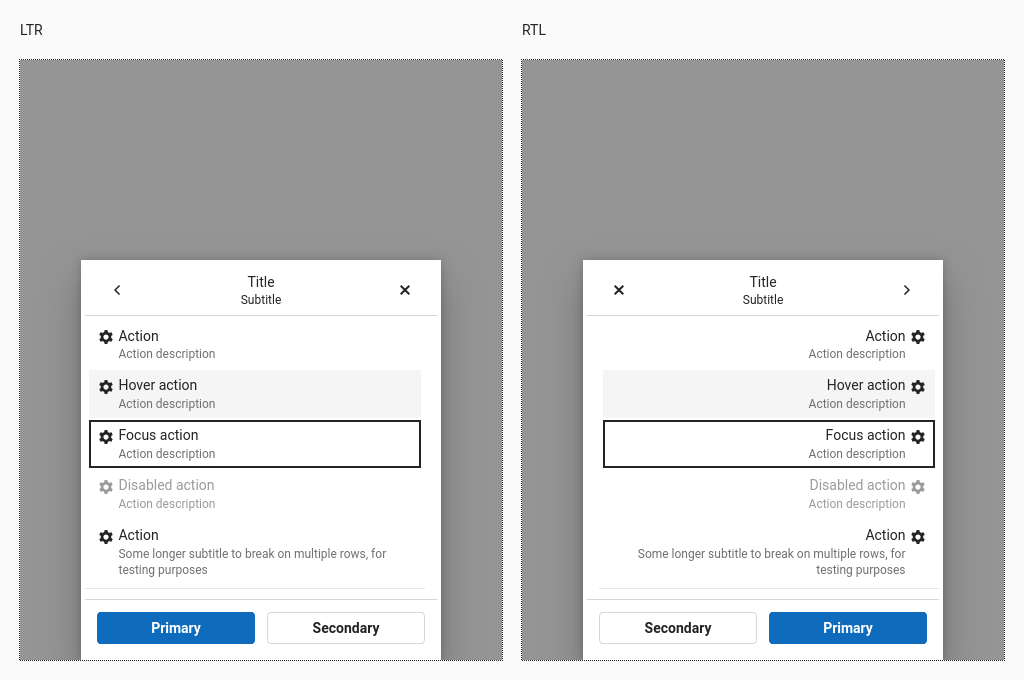 LTR
Title
Subtitle
Action
Action description
Hover action
Action description
Focus action
Action description
Disabled action
Action description
Action
Some longer subtitle to break on multiple rows, for
testing purposes
Primary
Secondary
RTL
Title
Subtitle
Action
Action description
Hover action
Action description
Focus action
Action description
Disabled action
Action description
Action
Some longer subtitle to break on multiple rows, for
testing purposes
Secondary
Primary